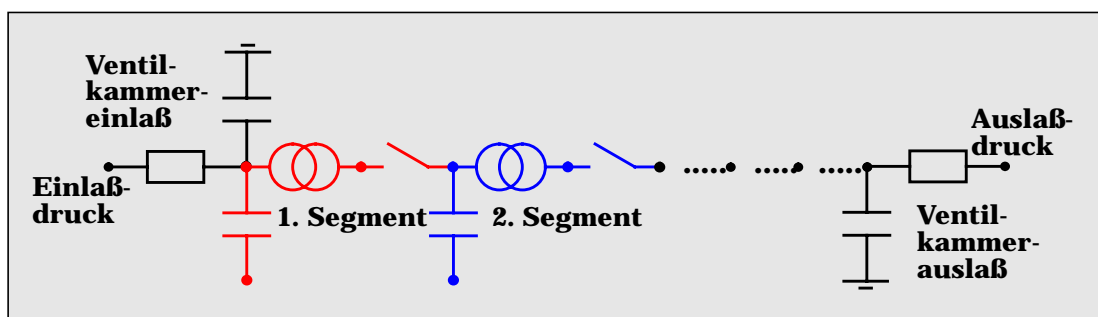 Ventil-
kammer-
einlaß
Einlaß-
druck
1. Segment
2. Segment
Auslaß-
druck
Ventil-
kammer-
auslaß